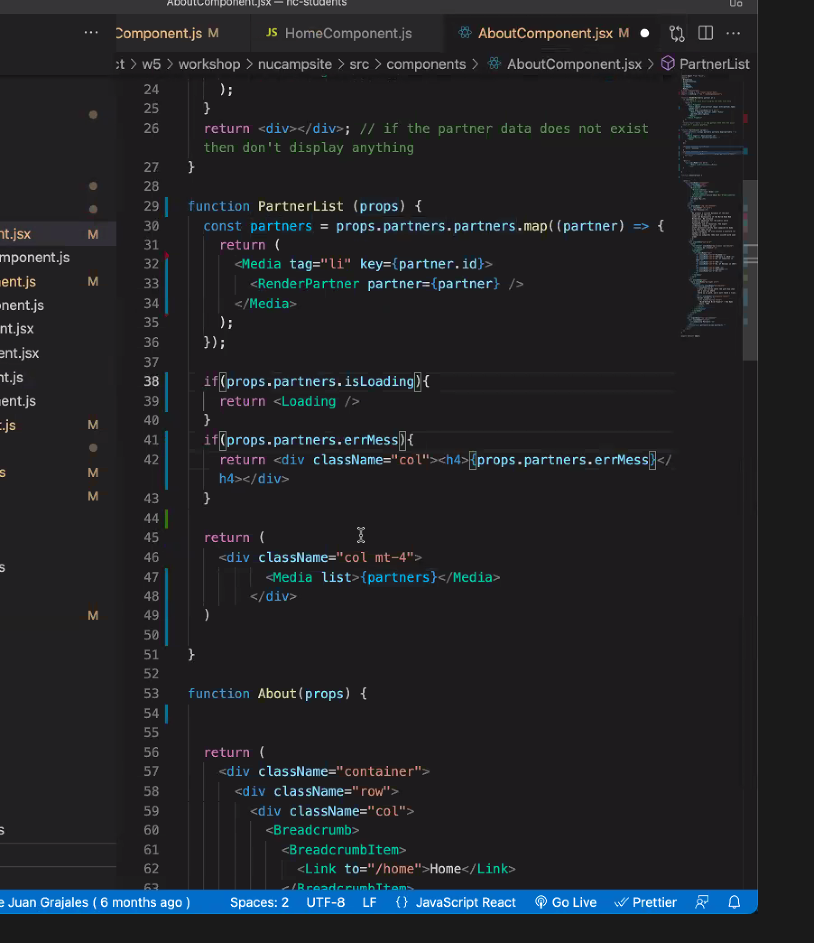 AboutComponent.jsx — nc-students
Component.js M
JS HomeComponent.js
AboutComponent.jsx M
ct > w5 > workshop > nucampsite > src > components > AboutComponent.jsx > PartnerList
24 );
25 }
26 return <div></div>; // if the partner data does not exist
then don't display anything
27 }
28
29 function PartnerList (props) {
30 const partners = props.partners.partners.map((partner) => {
31 return (
32 <Media tag="li" key={partner.id}>
33 <RenderPartner partner={partner} />
34 </Media>
35 );
36 });
37
38 if(props.partners.isLoading){
39 return <Loading />
40 }
41 if(props.partners.errMess){
42 return <div className="col"><h4>{props.partners.errMess}</
h4></div>
43 }
44
45 return (
46 <div className="col mt-4">
47 <Media list>{partners}</Media>
48 </div>
49 )
50
51 }
52
53 function About(props) {
54
55
56 return (
57 <div className="container">
58 <div className="row">
59 <div className="col">
60 <Breadcrumb>
61 <BreadcrumbItem>
62 <Link to="/home">Home</Link>
63 </BreadcrumbItem>
nt.jsx M
omponent.js
ent.js M
onent.js
ent.jsx
nent.jsx
nt.js
ent.js
.js M
s M
M
s
M
s
e Juan Grajales ( 6 months ago ) Spaces: 2 UTF-8 LF {} JavaScript React Go Live Prettier